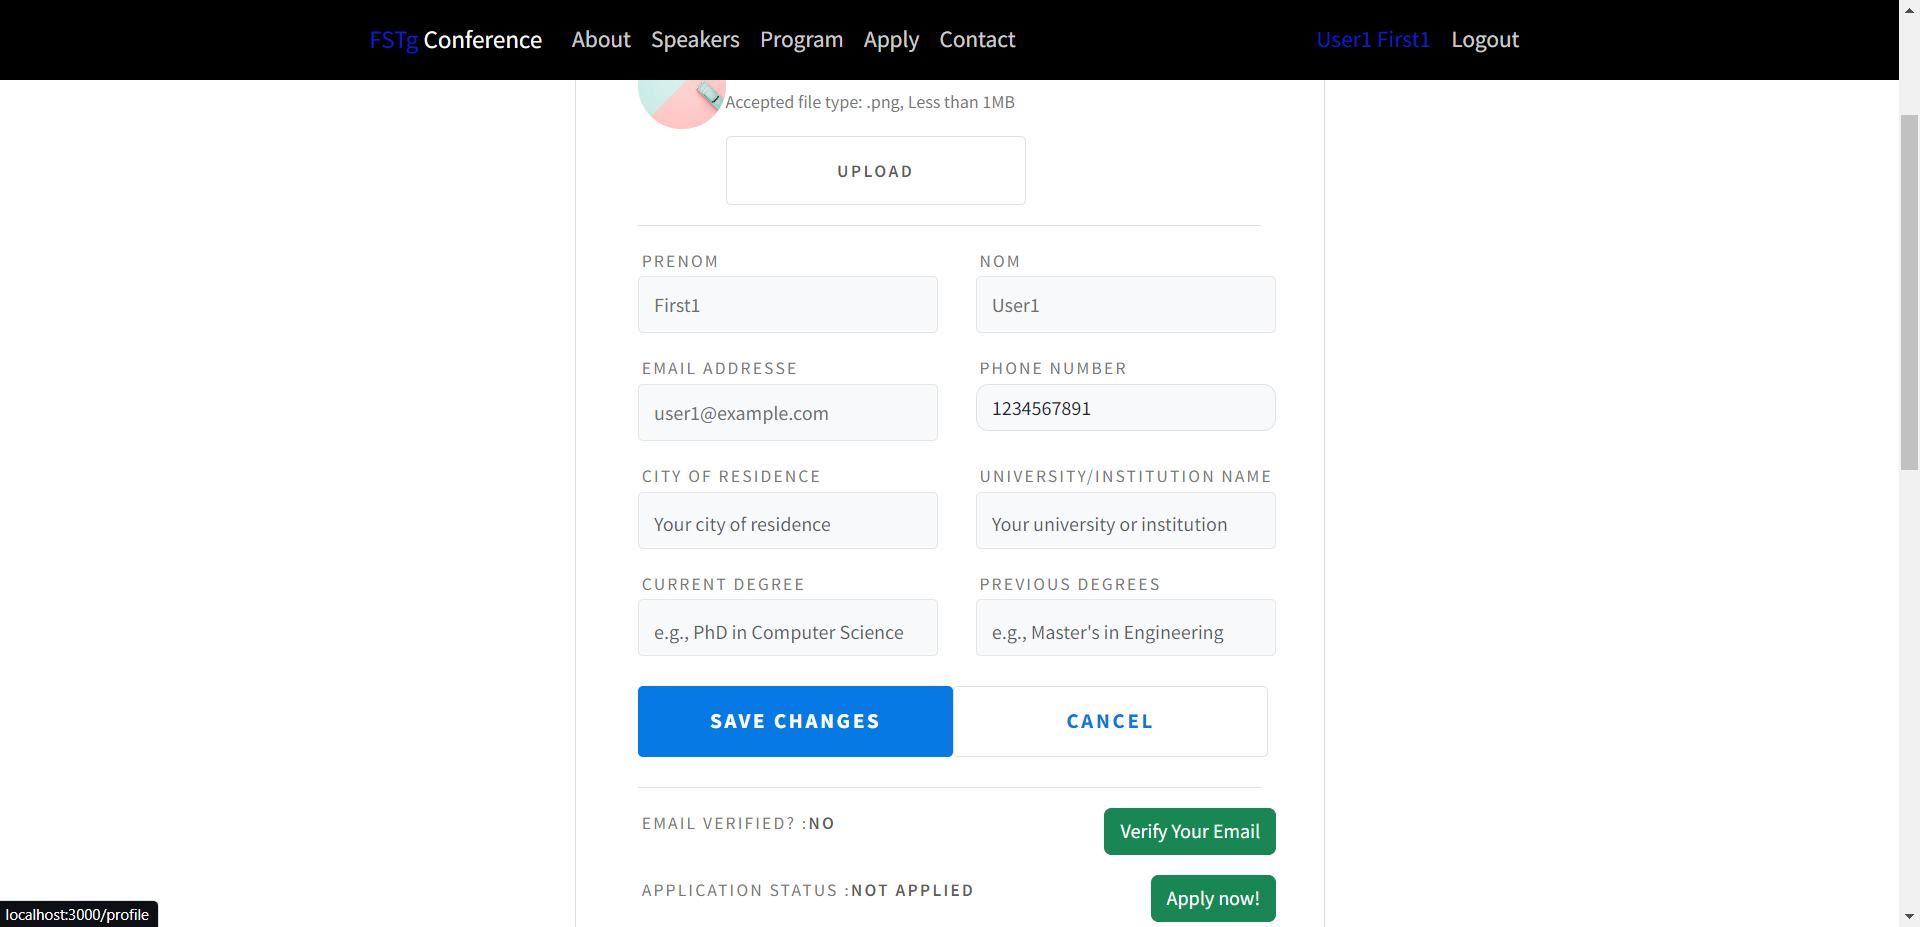 FSTg Conference About Speakers Program Apply Contact User1 First1 Logout
Accepted file type: .png, Less than 1MB
UPLOAD
PRENOM NOM
First1 User1
EMAIL ADDRESSE PHONE NUMBER
user1@example.com 1234567891
CITY OF RESIDENCE UNIVERSITY/INSTITUTION NAME
Your city of residence Your university or institution
CURRENT DEGREE PREVIOUS DEGREES
e.g., PhD in Computer Science e.g., Master's in Engineering
SAVE CHANGES CANCEL
EMAIL VERIFIED? :NO Verify Your Email
APPLICATION STATUS :NOT APPLIED Apply now!
localhost:3000/profile